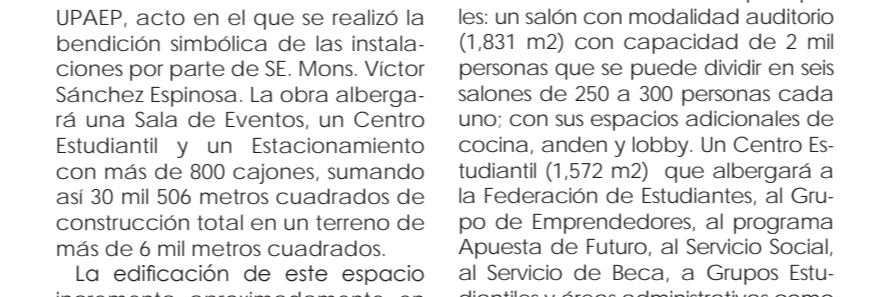 UPAEP, acto en el que se realizó la
bendición simbólica de las instala-
ciones por parte de SE. Mons. Víctor
Sánchez Espinosa. La obra alberga-
rá una Sala de Eventos, un Centro
Estudiantil y un Estacionamiento
con más de 800 cajones, sumando
así 30 mil 506 metros cuadrados de
construcción total en un terreno de
más de 6 mil metros cuadrados.
La edificación de este espacio
incrementa aproximadamente en
les: un salón con modalidad auditorio
(1,831 m2) con capacidad de 2 mil
personas que se puede dividir en seis
salones de 250 a 300 personas cada
uno; con sus espacios adicionales de
cocina, anden y lobby. Un Centro Es-
tudiantil (1,572 m2) que albergará a
la Federación de Estudiantes, al Gru-
po de Emprendedores, al programa
Apuesta de Futuro, al Servicio Social,
al Servicio de Beca, a Grupos Estu-
diantiles y áreas administrativas como